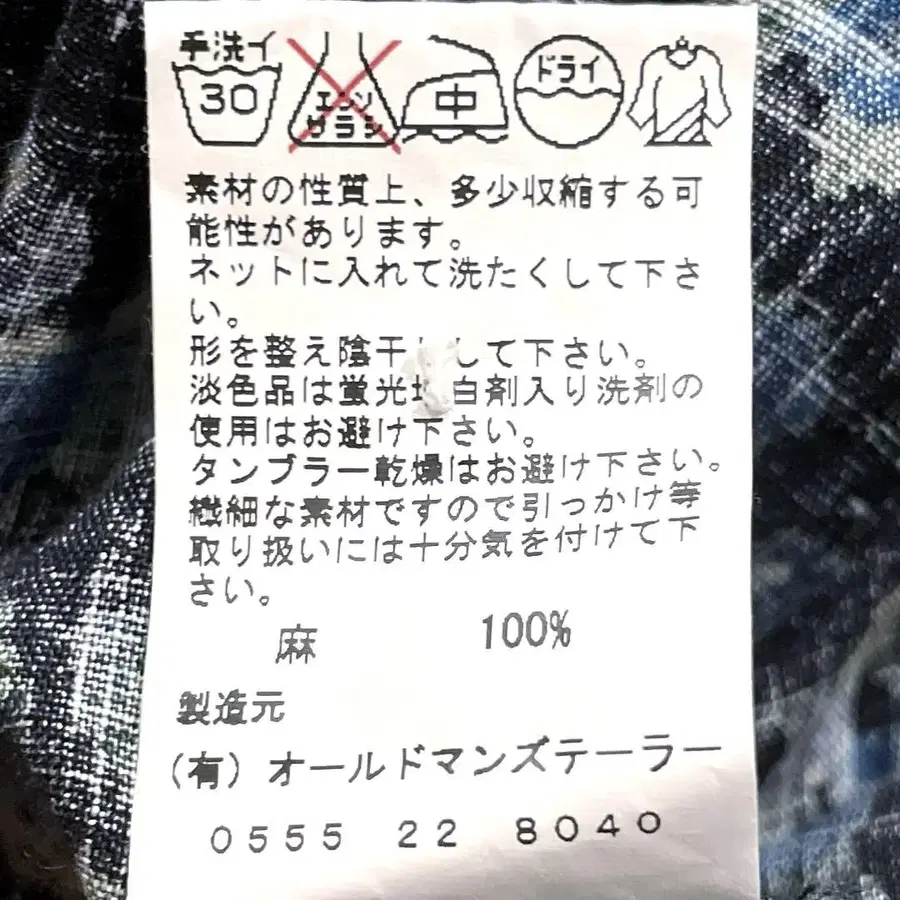 手洗イ
30
エンソ
サラシ
中
ドライ
素材の性質上、多少収縮する可
能性があります。
ネットに入れて洗たくして下さ
い。
形を整え陰干 して下さい。
淡色品は蛍光 白剤入り洗剤の
使用はお避け下さい。
タンブラー乾燥はお避け下さい。
繊細な素材ですので引っかけ等
取り扱いには十分気を付けて下
さい。
麻 100%
製造元
(有) オールドマンズテーラー
0555 22 8040